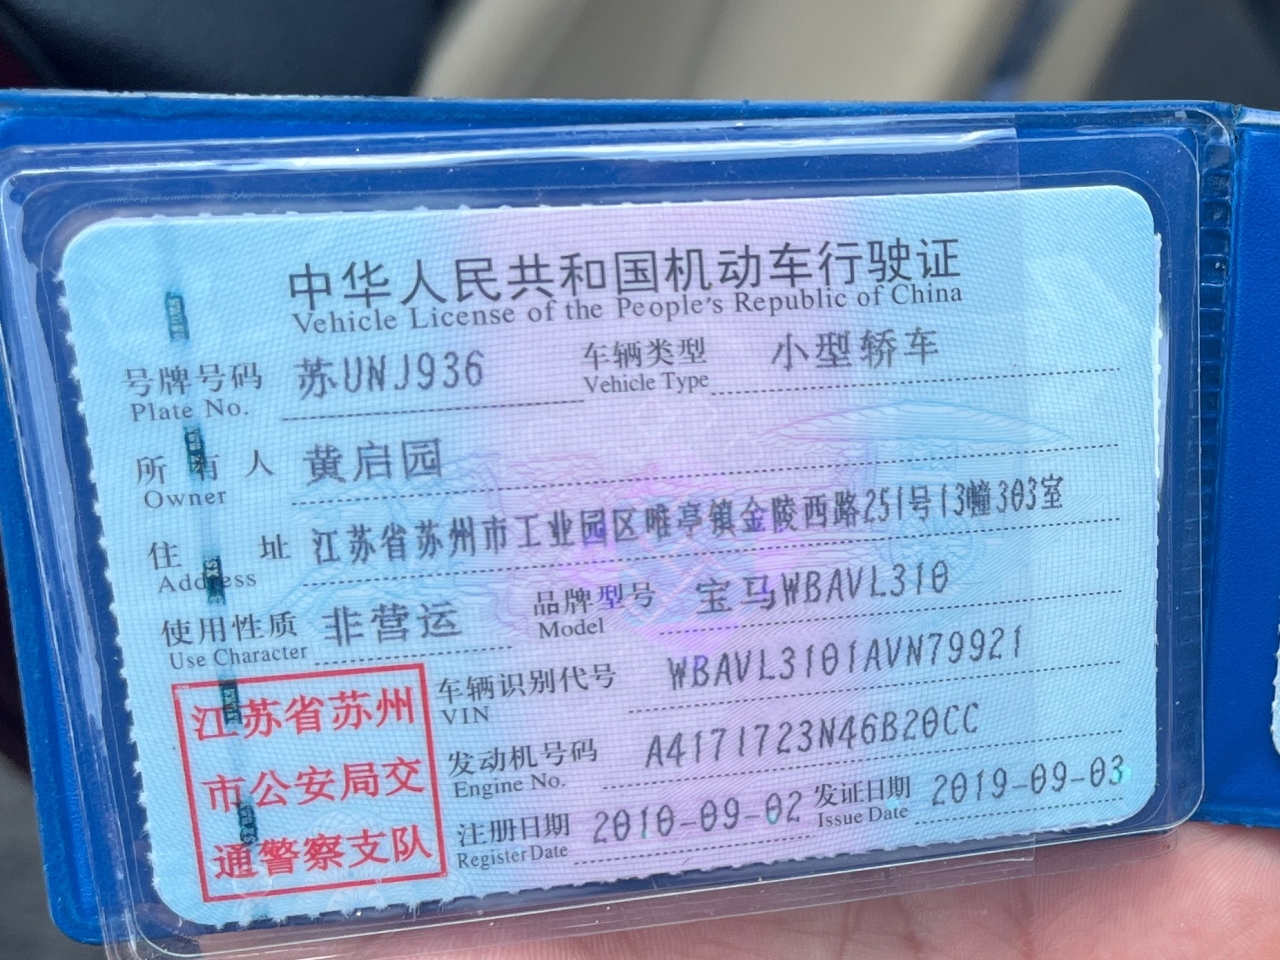 中华人民共和国机动车行驶证
Vehicle License of the People's Republic of China
号牌号码 苏UNJ936 车辆类型 小型轿车
Plate No. Vehicle Type
所有人 黄启园
Owner
住址 江苏省苏州市工业园区唯亭镇金陵西路251号13幢303室
Address
使用性质 非营运 品牌型号 宝马WBAVL310
Use Character Model
江苏省苏州
市公安局交
通警察支队
车辆识别代号 WBAVL3101AVN79921
VIN
发动机号码 A4171723N46B20CC
Engine No.
注册日期 2010-09-02 发证日期 2019-09-03
Register Date Issue Date